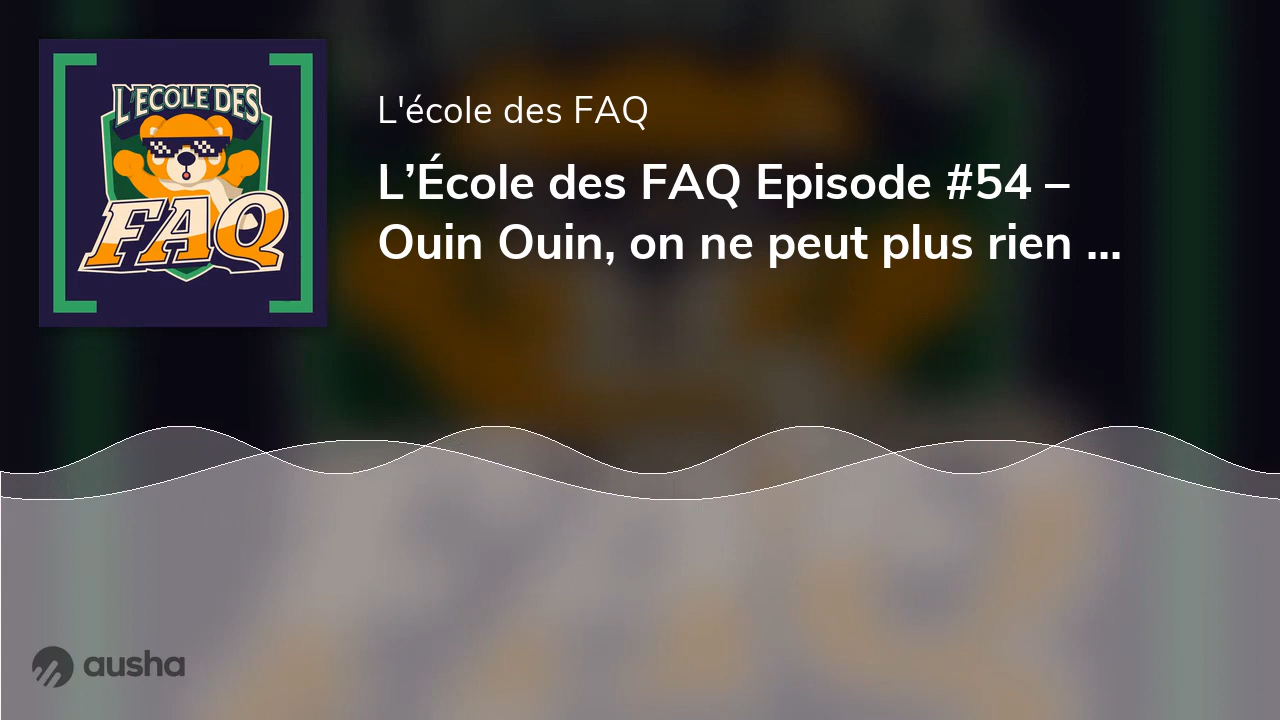 L'ECOLE DES
FAQ
L'école des FAQ
L’École des FAQ Episode #54 –
Ouin Ouin, on ne peut plus rien ...
ausha